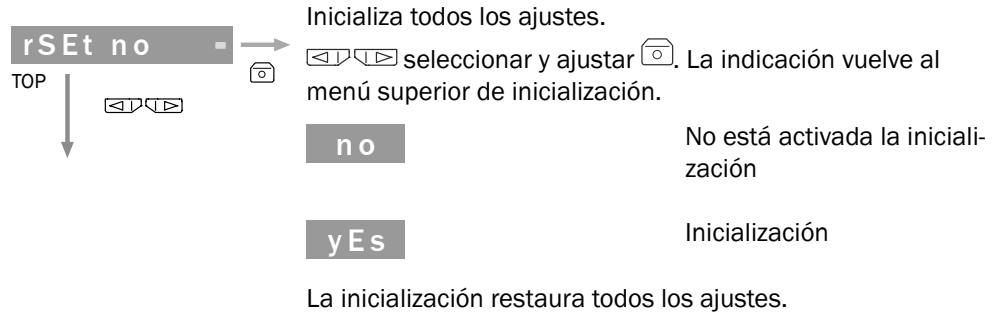 Inicializa todos los ajustes.
rSEt no
seleccionar y ajustar . La indicación vuelve al
menú superior de inicialización.
TOP
no
No está activada la iniciali-
zación
yEs
Inicialización
La inicialización restaura todos los ajustes.